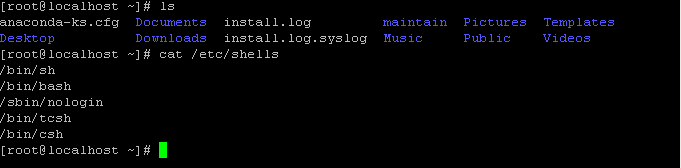 [root@localhost ~]# ls
anaconda-ks.cfg  Documents  install.log         maintain  Pictures  Templates
Desktop          Downloads  install.log.syslog  Music     Public    Videos
[root@localhost ~]# cat /etc/shells
/bin/sh
/bin/bash
/sbin/nologin
/bin/tcsh
/bin/csh
[root@localhost ~]#